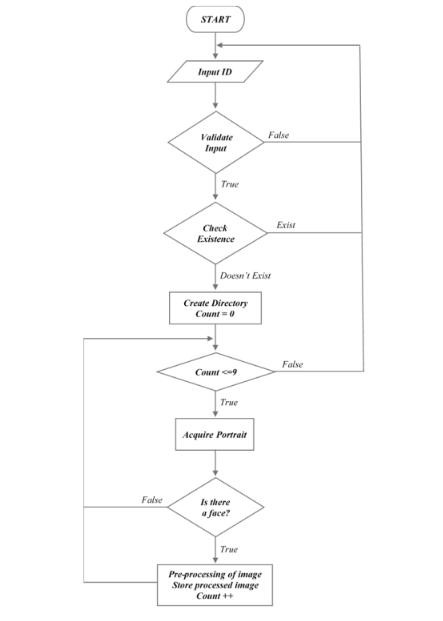 START
Input ID
Validate
Input
False
True
Check
Existence
Exist
Doesn't Exist
Create Directory
Count = 0
Count <=9
False
True
Acquire Portrait
Is there
a face?
False
True
Pre-processing of image
Store processed image
Count ++